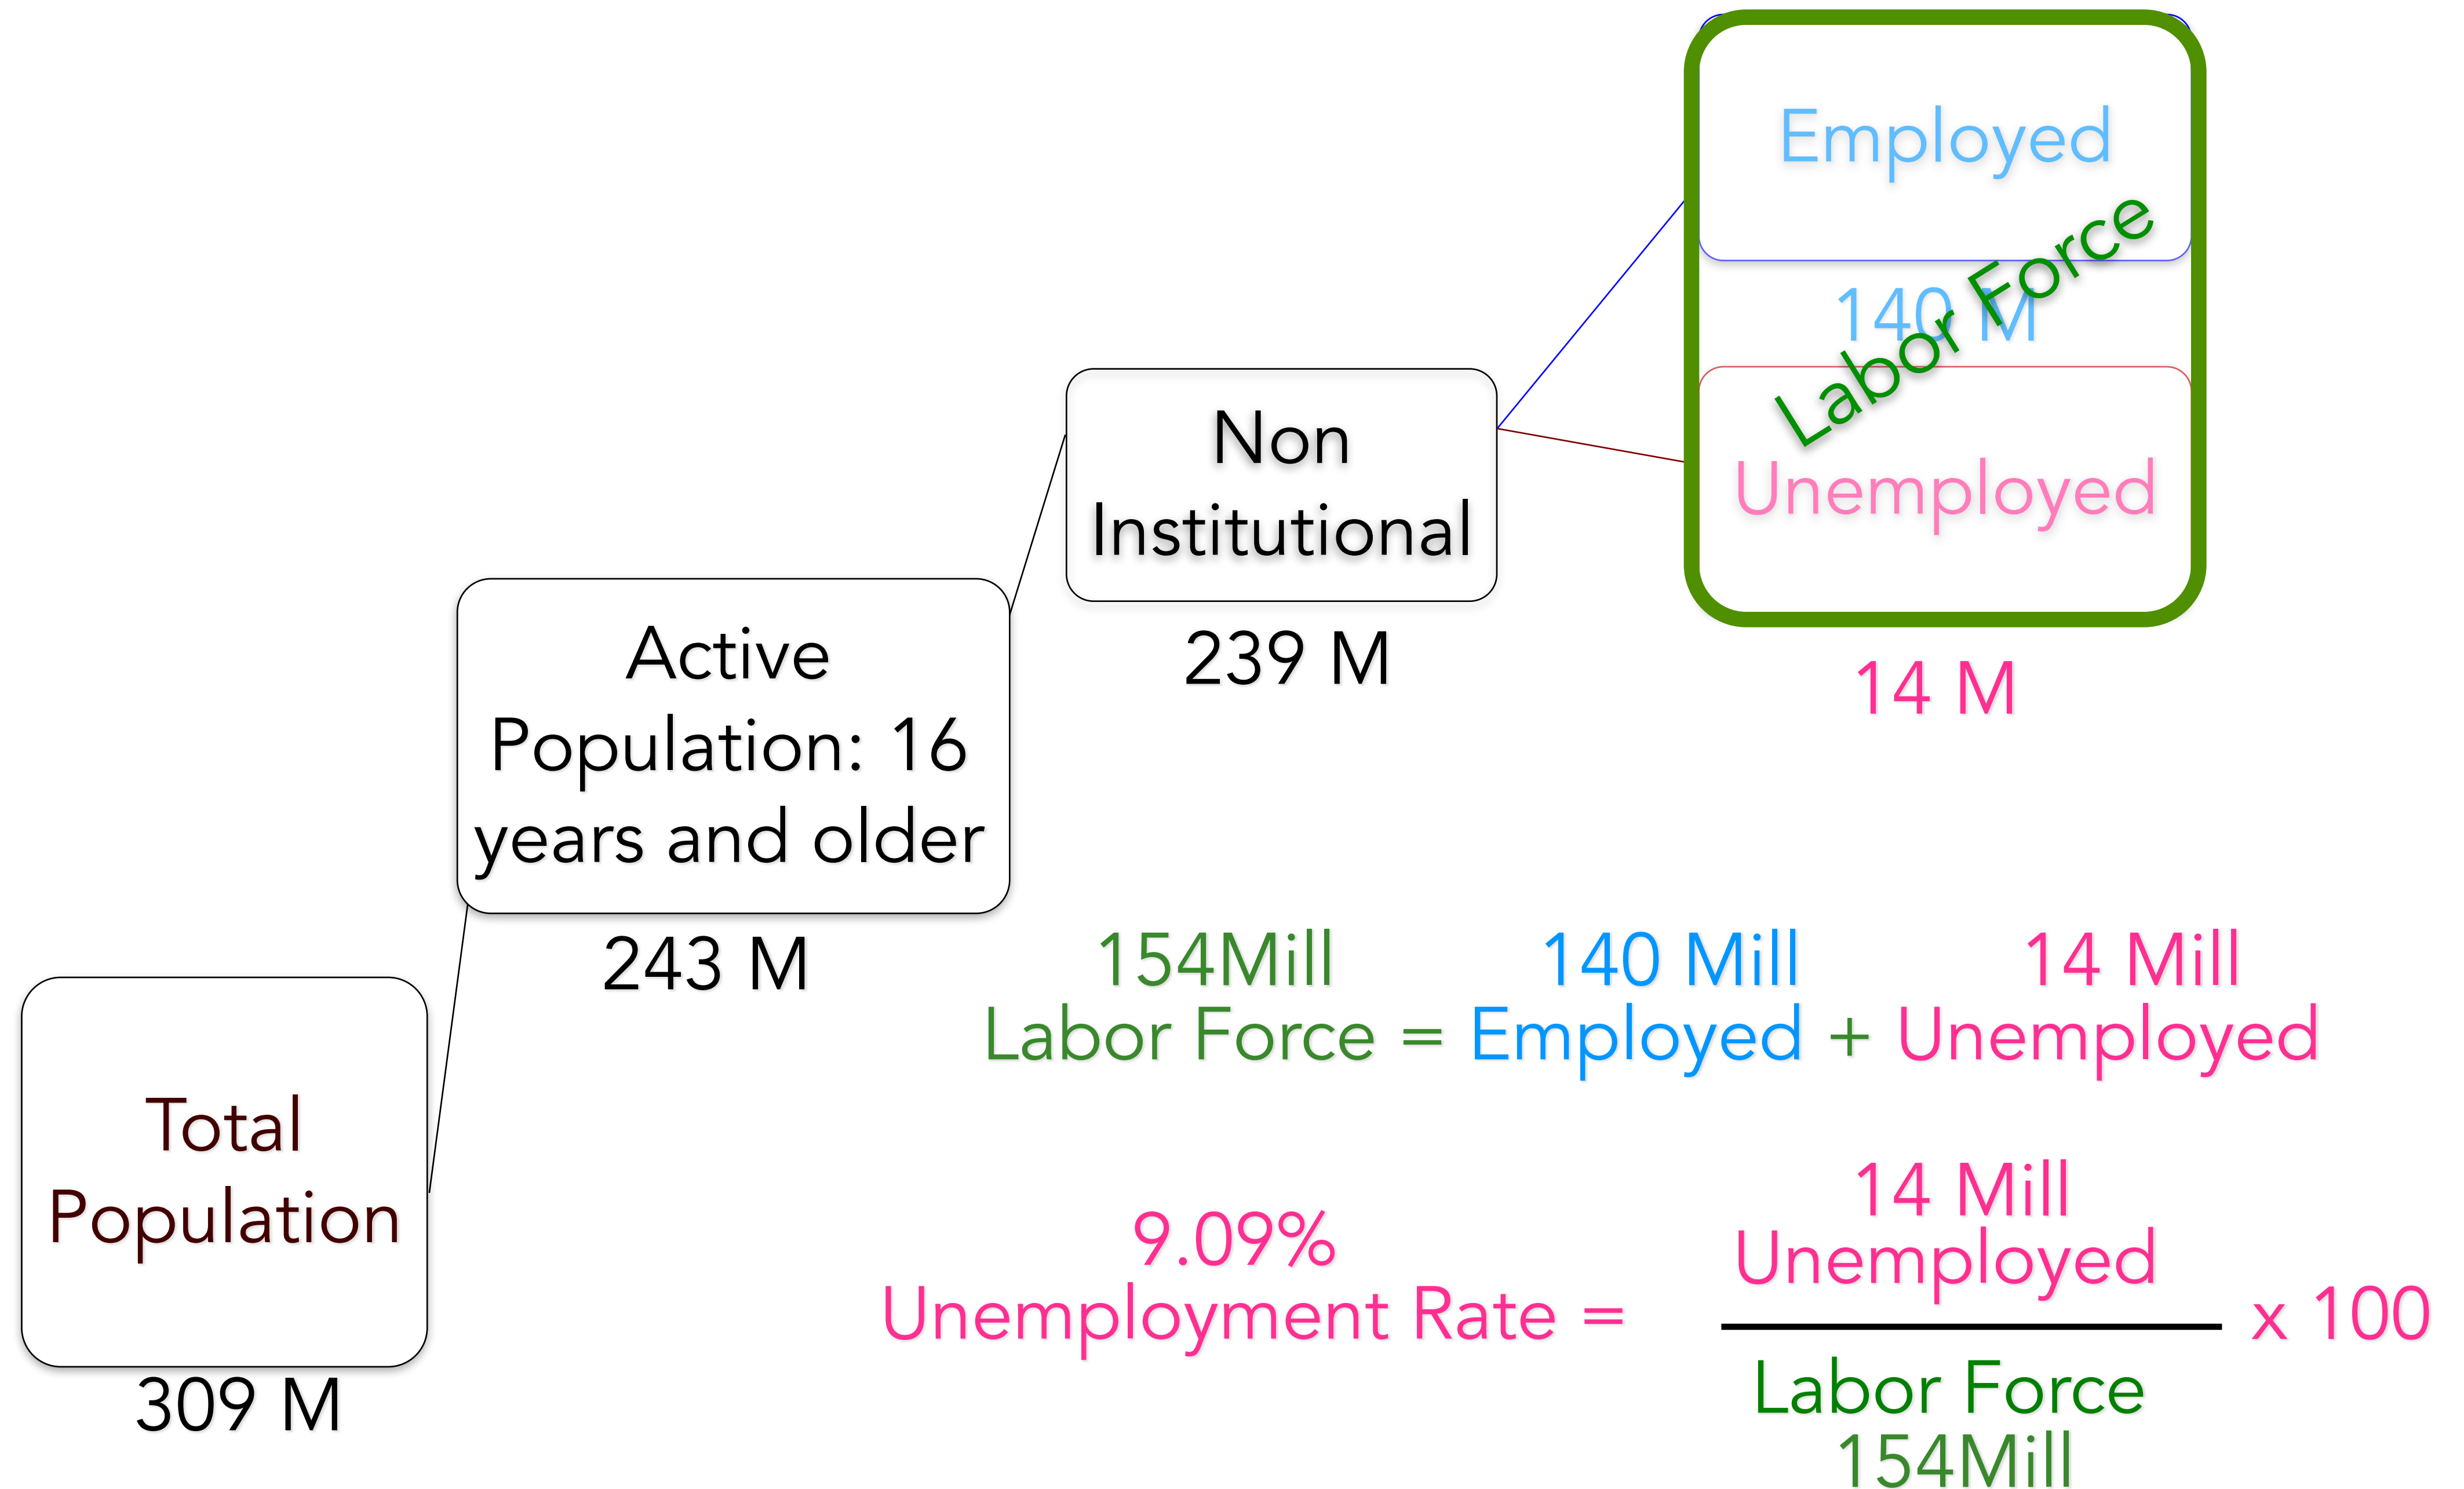 Employed
140 M
Labor Force
Unemployed
14 M
Non
Institutional
239 M
Active
Population: 16
years and older
243 M
Total
Population
309 M
154Mill 140 Mill 14 Mill
Labor Force = Employed + Unemployed
9.09%
Unemployment Rate =
14 Mill
Unemployed
x 100
Labor Force
154Mill